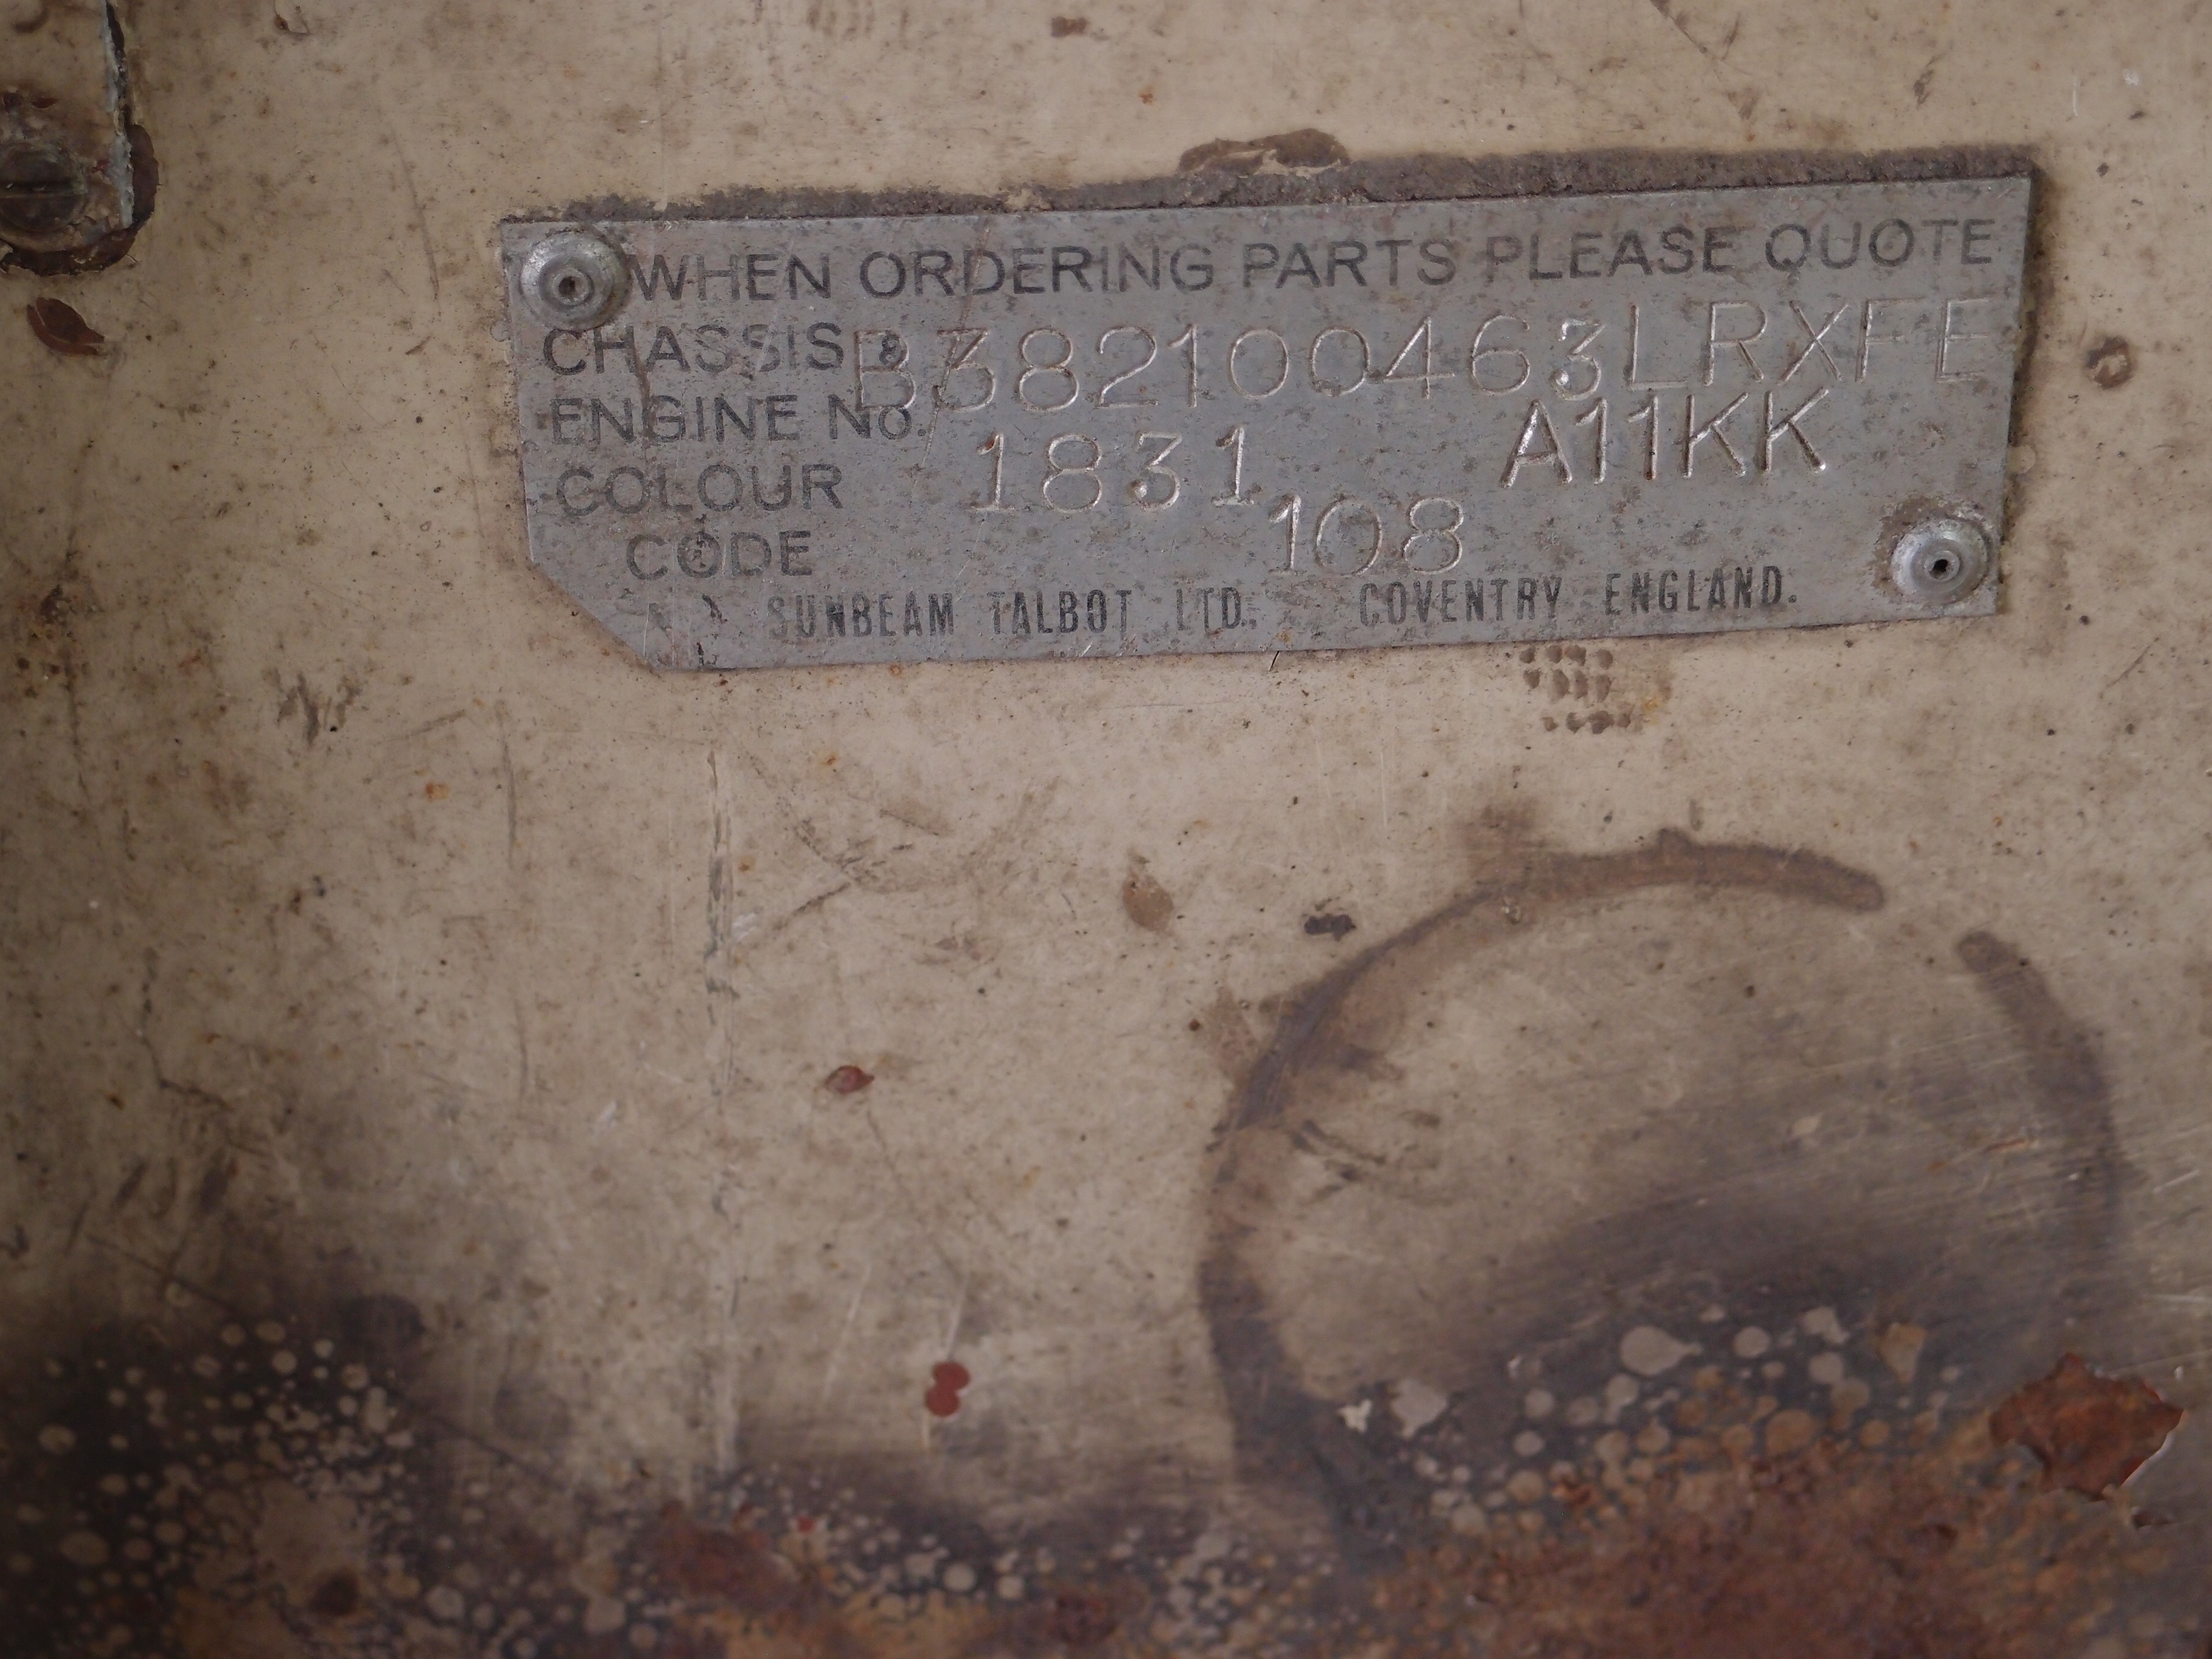 WHEN ORDERING PARTS PLEASE QUOTE
CHASSIS & B382100463LRXFE
ENGINE No. A11KK
COLOUR 1831
CODE 108
SUNBEAM TALBOT LTD., COVENTRY ENGLAND.